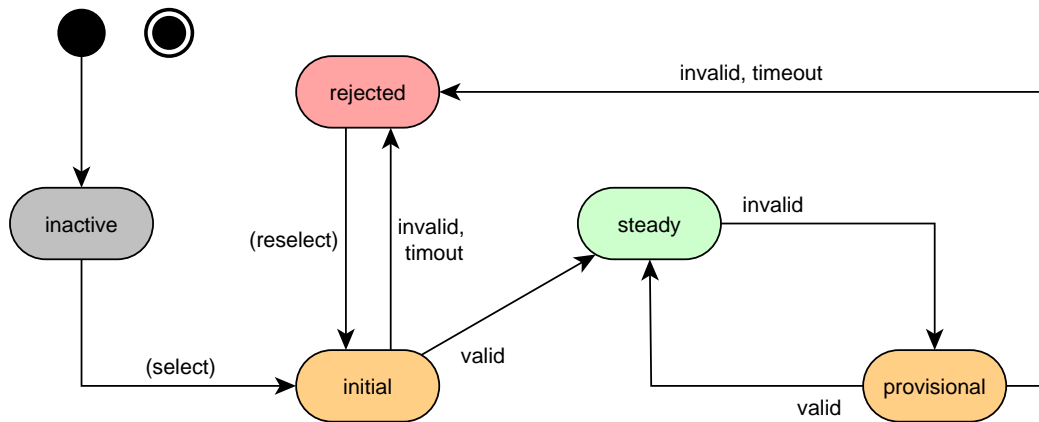 invalid, timeout
rejected
inactive
steady
invalid
(reselect)
invalid,
timout
valid
(select)
initial
provisional
valid